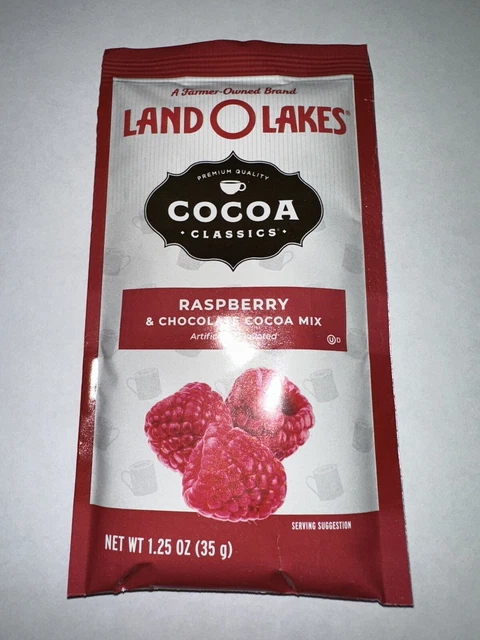 A Farmer-Owned Brand
LAND O LAKES®
PREMIUM QUALITY
COCOA
• CLASSICS •
RASPBERRY
& CHOCOLATE COCOA MIX
U D
SERVING SUGGESTION
NET WT 1.25 OZ (35 g)